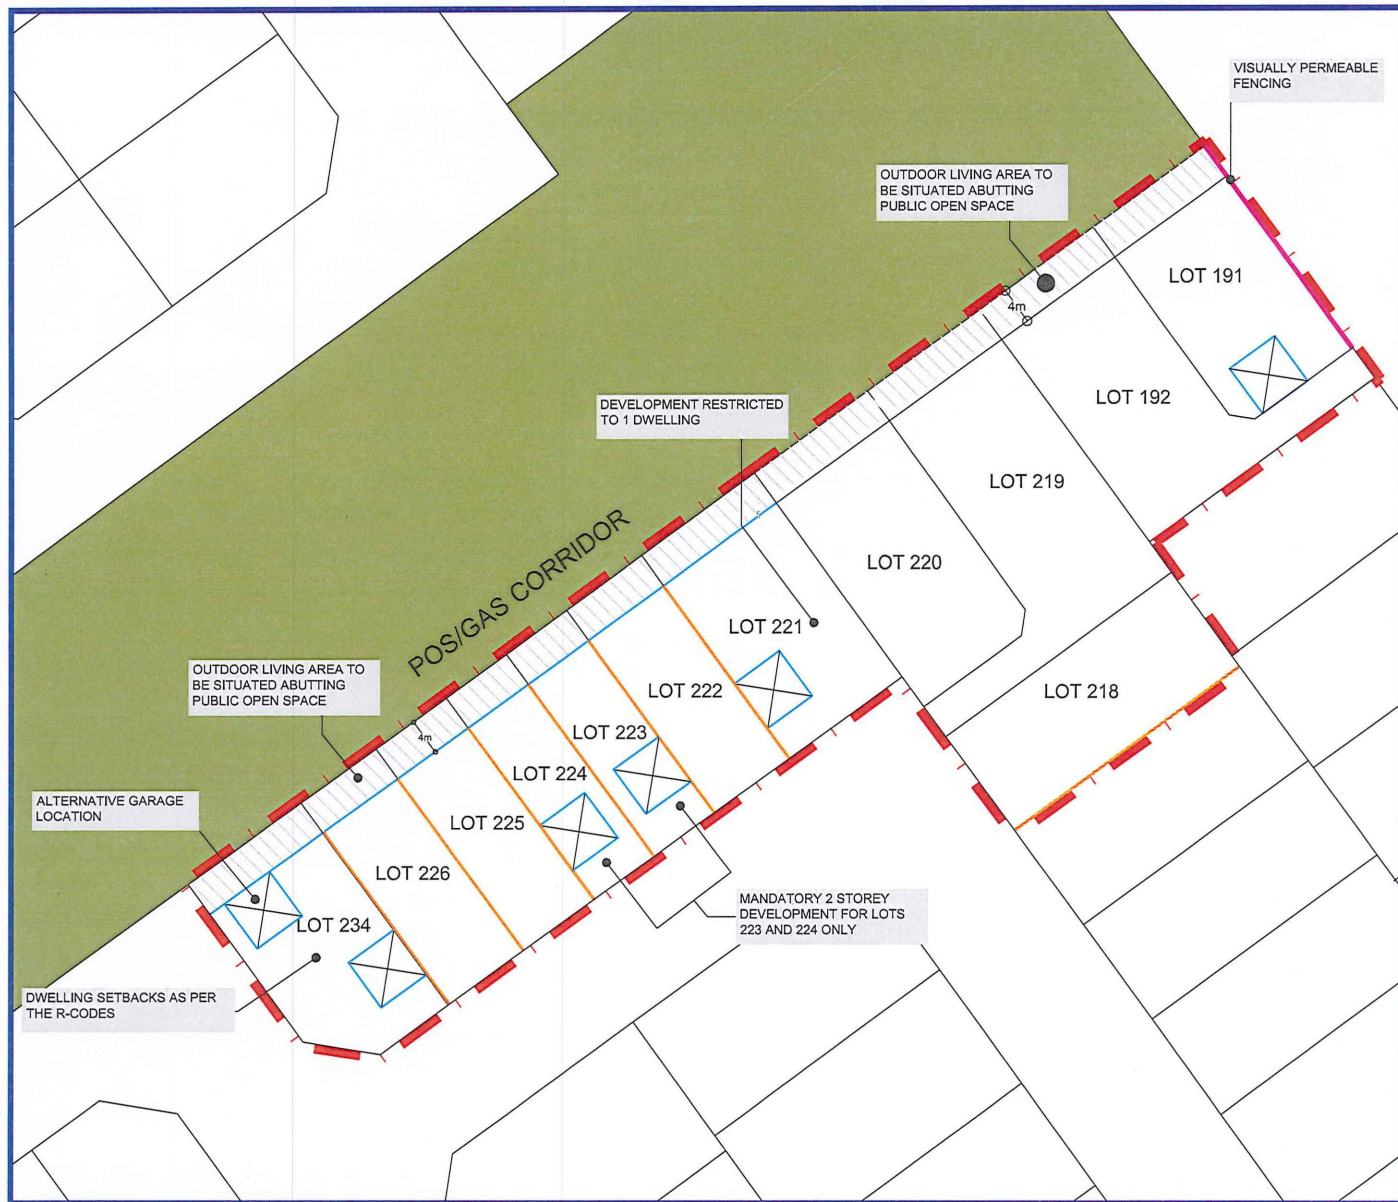 VISUALLY PERMEABLE
FENCING
OUTDOOR LIVING AREA TO
BE SITUATED ABUTTING
PUBLIC OPEN SPACE
LOT 191
4m
LOT 192
DEVELOPMENT RESTRICTED
TO 1 DWELLING
LOT 219
LOT 220
POS/GAS CORRIDOR
LOT 221
LOT 218
OUTDOOR LIVING AREA TO
BE SITUATED ABUTTING
PUBLIC OPEN SPACE
LOT 222
LOT 223
4m
LOT 224
ALTERNATIVE GARAGE
LOCATION
LOT 225
LOT 226
MANDATORY 2 STOREY
DEVELOPMENT FOR LOTS
223 AND 224 ONLY
LOT 234
DWELLING SETBACKS AS PER
THE R-CODES